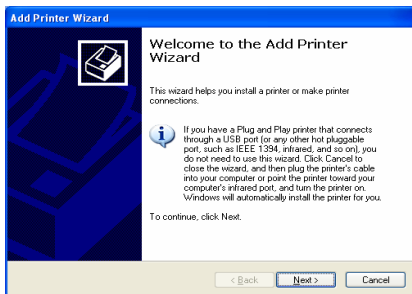 Add Printer Wizard
Welcome to the Add Printer
Wizard
This wizard helps you install a printer or make printer
connections.
If you have a Plug and Play printer that connects
through a USB port (or any other hot pluggable
port, such as IEEE 1394, infrared, and so on), you
do not need to use this wizard. Click Cancel to
close the wizard, and then plug the printer's cable
into your computer or point the printer toward your
computer's infrared port, and turn the printer on.
Windows will automatically install the printer for you.
To continue, click Next.
< Back Next > Cancel